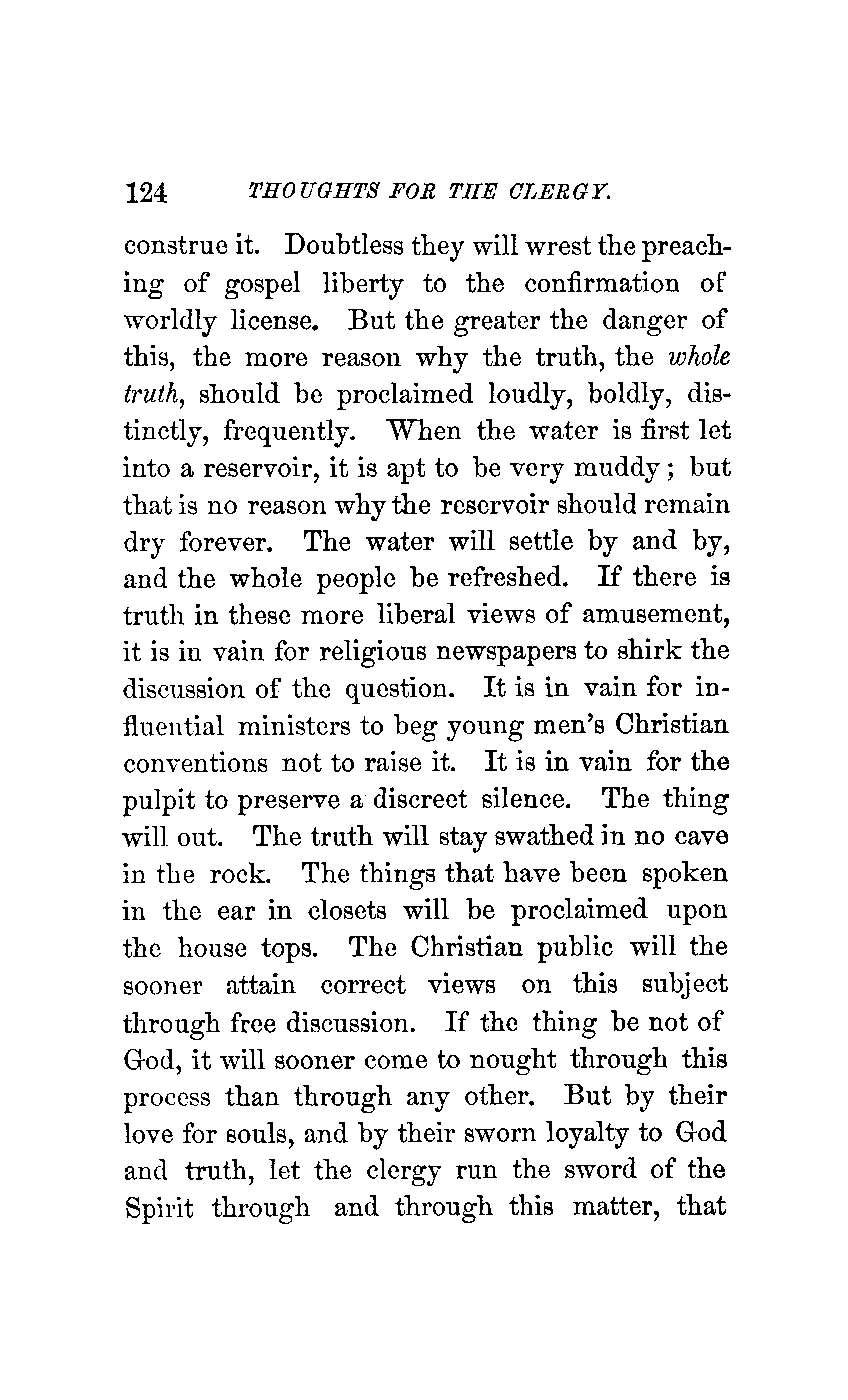 124 THOUGHTS FOR THE CLERGY.
construe it. Doubtless they will wrest the preach-
ing of gospel liberty to the confirmation of
worldly license. But the greater the danger of
this, the more reason why the truth, the whole
truth, should be proclaimed loudly, boldly, dis-
tinctly, frequently. When the water is first let
into a reservoir, it is apt to be very muddy; but
that is no reason why the reservoir should remain
dry forever. The water will settle by and by,
and the whole people be refreshed. If there is
truth in these more liberal views of amusement,
it is in vain for religious newspapers to shirk the
discussion of the question. It is in vain for in-
fluential ministers to beg young men's Christian
conventions not to raise it. It is in vain for the
pulpit to preserve a discreet silence. The thing
will out. The truth will stay swathed in no cave
in the rock. The things that have been spoken
in the ear in closets will be proclaimed upon
the house tops. The Christian public will the
sooner attain correct views on this subject
through free discussion. If the thing be not of
God, it will sooner come to nought through this
process than through any other. But by their
love for souls, and by their sworn loyalty to God
and truth, let the clergy run the sword of the
Spirit through and through this matter, that